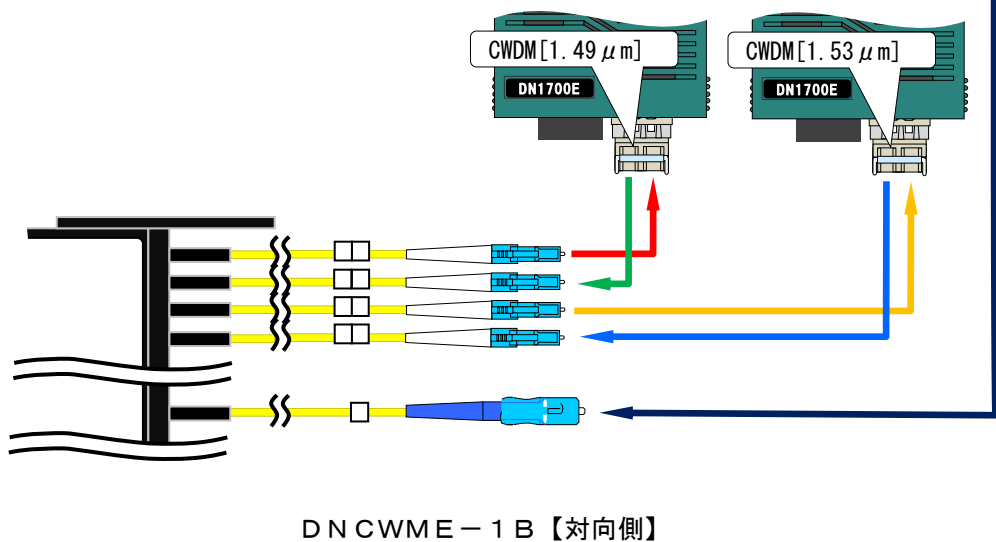 CWDM[1.49μm]
CWDM[1.53μm]
DN1700E
DN1700E
DNCWME－1B【対向側】